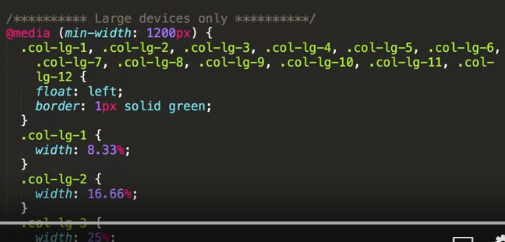 /********** Large devices only **********/
@media (min-width: 1200px) {
.col-lg-1, .col-lg-2, .col-lg-3, .col-lg-4, .col-lg-5, .col-lg-6,
.col-lg-7, .col-lg-8, .col-lg-9, .col-lg-10, .col-lg-11, .col-
lg-12 {
float: left;
border: 1px solid green;
}
.col-lg-1 {
width: 8.33%;
}
.col-lg-2 {
width: 16.66%;
}
.col-lg-3 {
width: 25%;